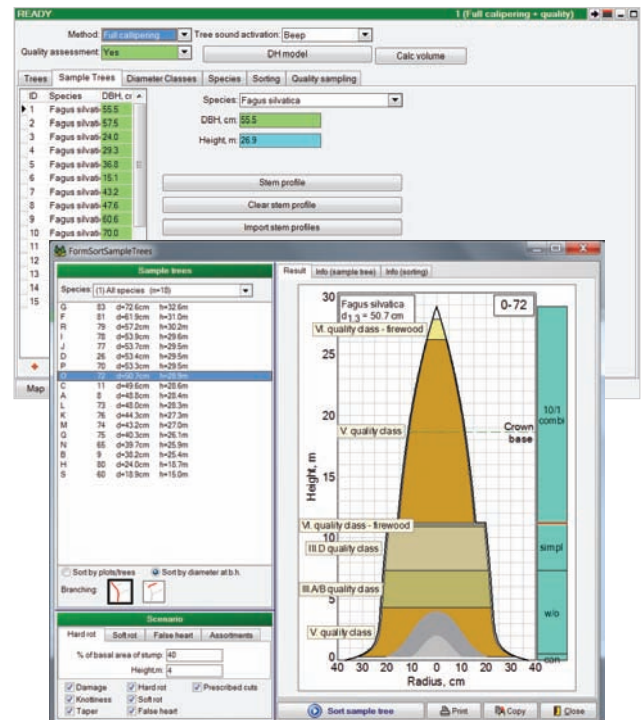 READY 1 (Full calipering + quality)
Method: Full callipering Tree sound activation: Beep
Quality assessment: Yes DH model Calc volume
Trees Sample Trees Diameter Classes Species Sorting Quality sampling
ID Species DBH, cr
1 Fagus silvati 55.5
2 Fagus silvati 57.5
3 Fagus silvati 24.0
4 Fagus silvati 29.3
5 Fagus silvati 36.8
6 Fagus silvati 15.1
7 Fagus silvati 43.2
8 Fagus silvati 47.6
9 Fagus silvati 60.6
10 Fagus silvati 70.0
11
12
13
14
15
Map
Species: Fagus silvatica
DBH, cm: 55.5
Height, m: 26.9
Stem profile
Clear stem profile
Import stem profiles
FormSortSampleTrees
Sample trees
Species: (1) All species (n=18)
G 83 d=72.6cm h=32.6m
F 81 d=61.9cm h=31.0m
R 79 d=57.2cm h=30.2m
I 78 d=53.9cm h=29.6m
J 77 d=53.7cm h=29.5m
D 26 d=53.4cm h=29.5m
P 70 d=53.3cm h=29.5m
O 72 d=50.7cm h=28.9m
C 11 d=49.6cm h=28.6m
A 8 d=48.8cm h=28.4m
L 73 d=48.0cm h=28.3m
K 76 d=44.3cm h=27.3m
M 74 d=43.2cm h=27.0m
Q 75 d=40.3cm h=26.1m
N 65 d=39.7cm h=25.9m
B 9 d=38.2cm h=25.4m
H 80 d=24.0cm h=18.7m
S 60 d=18.9cm h=15.0m
Sort by plots/trees Sort by diameter at b.h.
Branching:
Scenario
Hard rot Soft rot False heart Assortments
% of basal area of stump: 40
Height,m: 4
Damage Hard rot Prescribed cuts
Knottiness Soft rot
Taper False heart
Result Info (sample tree) Info (sorting)
Fagus silvatica
d1.3 = 50.7 cm
0-72
VI. quality class - firewood
V. quality class
Crown
base
VI. quality class - firewood
III.D quality class
III.A/B quality class
V. quality class
10/1
combi
simpl
w/o
con
Height, m
30
25
20
15
10
5
0
40 30 20 10 0 10 20 30 40
Radius, cm
Sort sample tree Print Copy Close